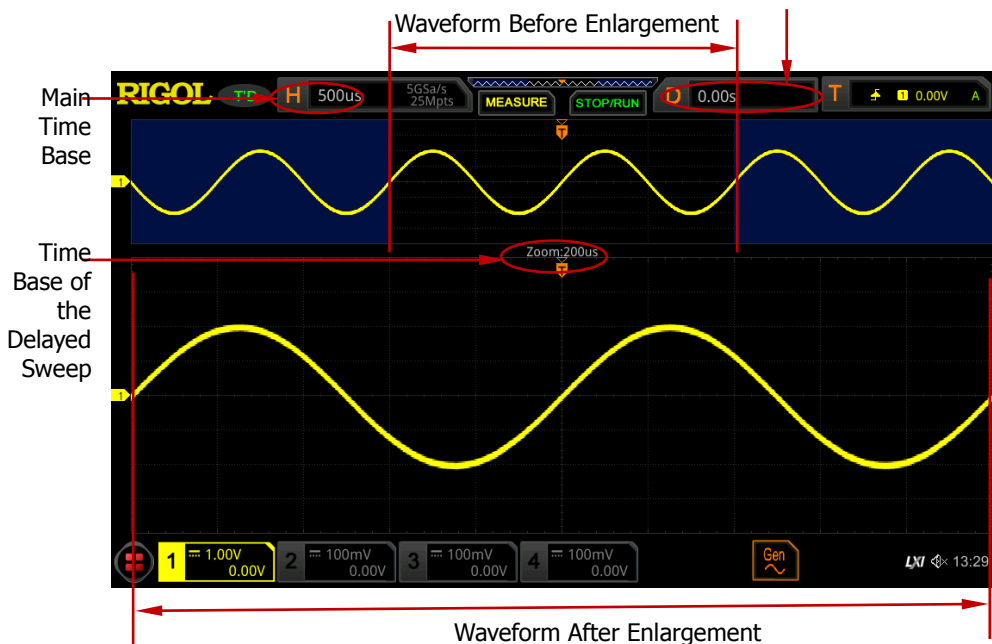 Waveform Before Enlargement
RIGOL T'D H 500us 5GSa/s 25Mpts MEASURE STOP/RUN D 0.00s T 1 0.00V A
Main
Time
Base
T
1
Time
Base of
the
Delayed
Sweep
Zoom:200us
T
1
1 1.00V 0.00V 2 100mV 0.00V 3 100mV 0.00V 4 100mV 0.00V Gen LXI 13:29
Waveform After Enlargement